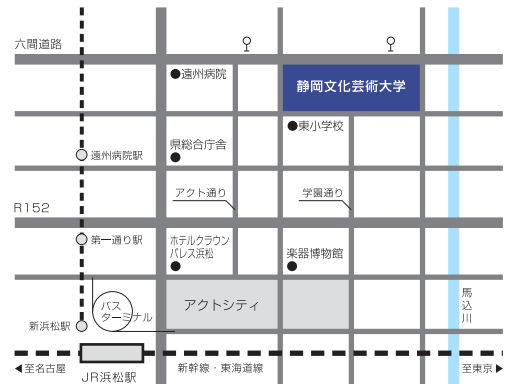 六間道路
遠州病院
静岡文化芸術大学
東小学校
県総合庁舎
遠州病院駅
アクト通り
学園通り
R152
第一通り駅
ホテルクラウン
パレス浜松
楽器博物館
バス
ターミナル
アクトシティ
馬込川
新浜松駅
至名古屋
JR浜松駅
新幹線・東海道線
至東京